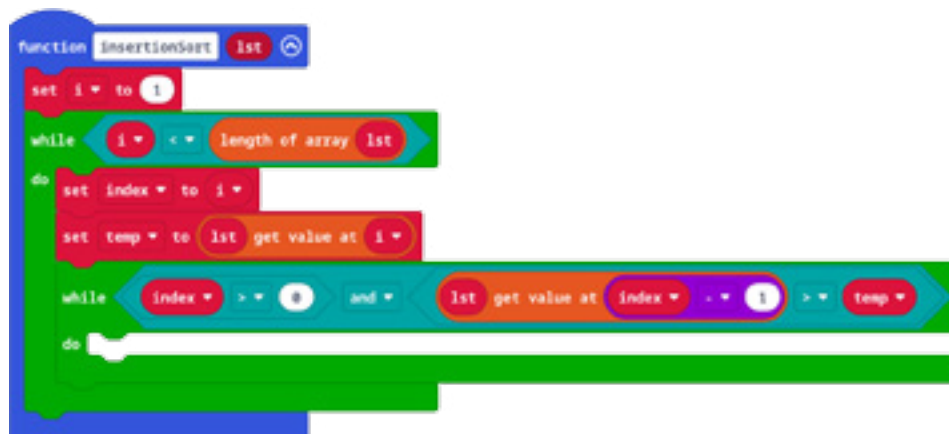 function insertionSort lst
set i to 1
while i < length of array lst
do set index to i
set temp to lst get value at i
while index > 0 and lst get value at index - 1 > temp
do